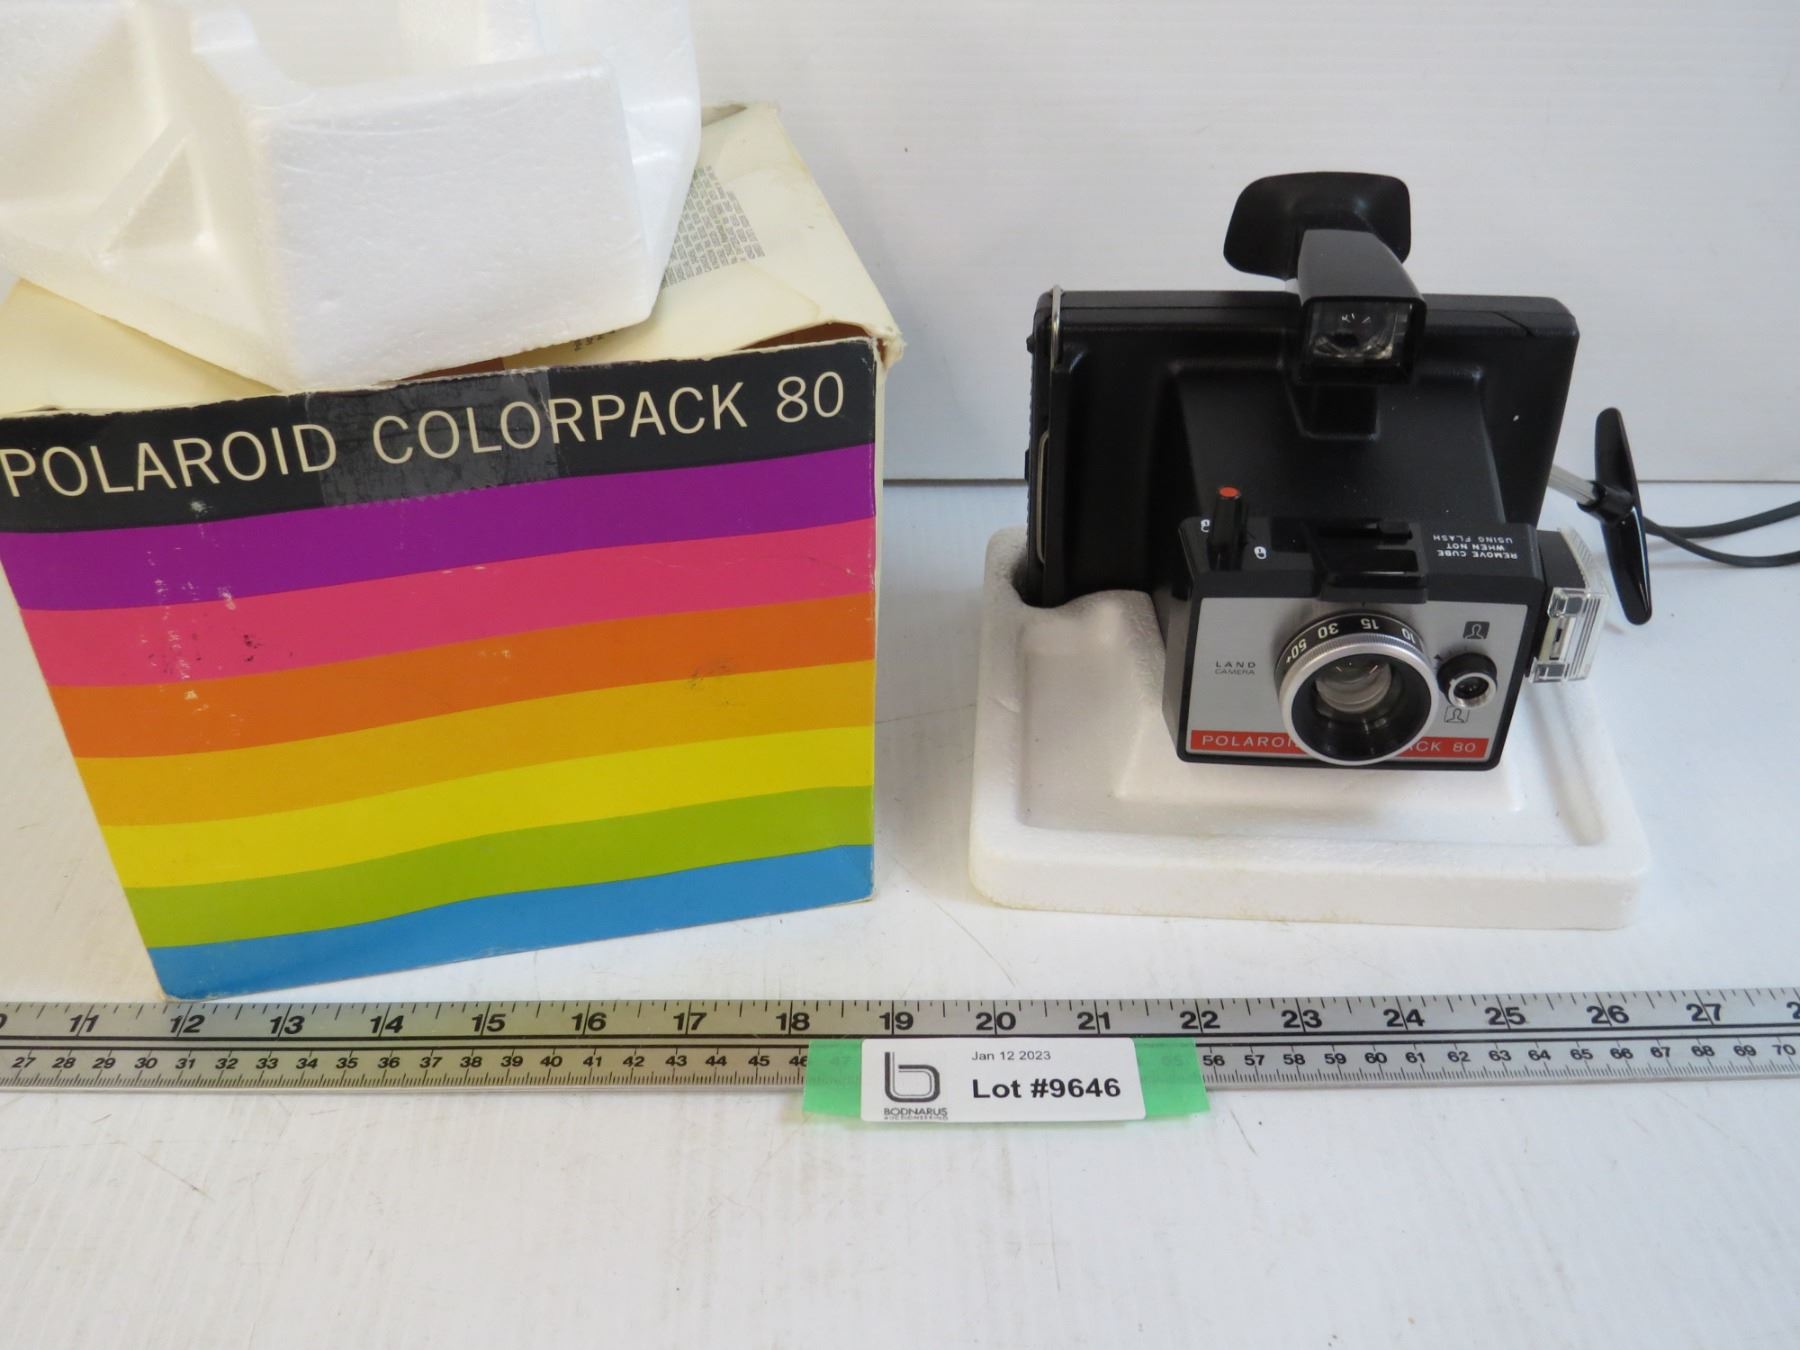 POLAROID COLORPACK 80
REMOVE CUBE
WHEN NOT
USING FLASH
50+ 30 15 10
LAND
CAMERA
POLAROI ACK 80
11 12 13 14 15 16 17 18 19 20 21 22 23 24 25 26 27
27 28 29 30 31 32 33 34 35 36 37 38 39 40 41 42 43 44 45 46 47 55 56 57 58 59 60 61 62 63 64 65 66 67 68 69 70
Jan 12 2023
Lot #9646
b
BODNARUS
AUCTIONEERING